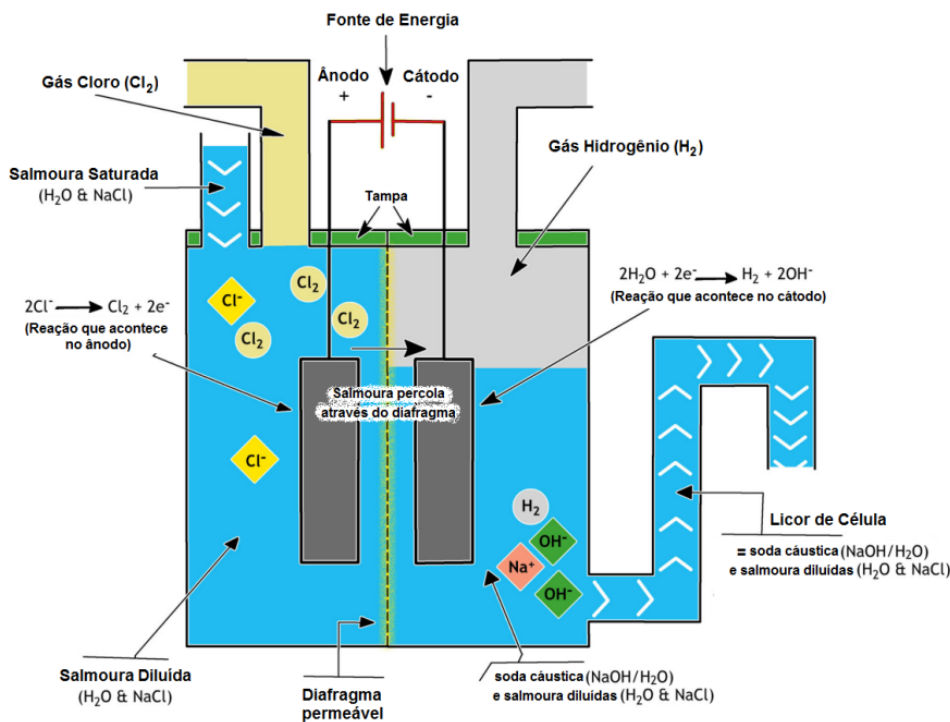 Fonte de Energia
Ânodo
+
Cátodo
-
Gás Cloro (Cl₂)
Gás Hidrogênio (H₂)
Salmoura Saturada
(H₂O & NaCl)
Tampa
2Cl⁻ → Cl₂ + 2e⁻
(Reação que acontece
no ânodo)
2H₂O + 2e⁻ → H₂ + 2OH⁻
(Reação que acontece no cátodo)
Cl⁻
Cl₂
Cl₂
Cl₂
Salmoura percola
através do diafragma
Cl⁻
H₂
OH⁻
Na⁺
OH⁻
Licor de Célula
= soda cáustica (NaOH/H₂O)
e salmoura diluídas (H₂O & NaCl)
Salmoura Diluída
(H₂O & NaCl)
Diafragma
permeável
soda cáustica (NaOH/H₂O)
e salmoura diluídas (H₂O & NaCl)